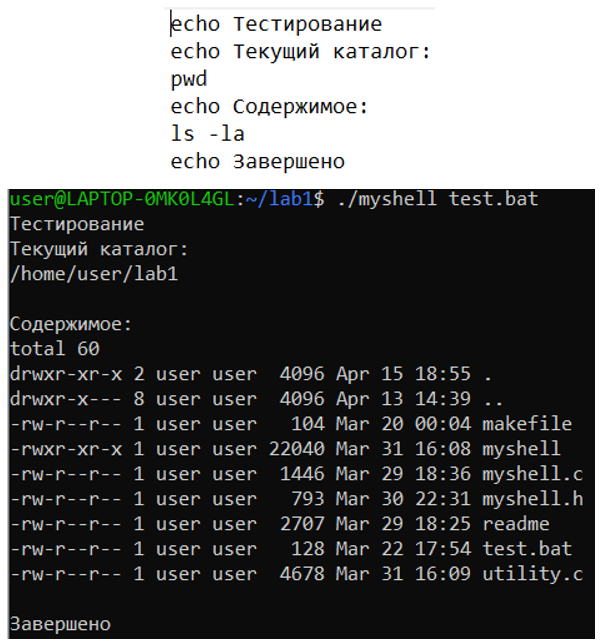 echo Тестирование
echo Текущий каталог:
pwd
echo Содержимое:
ls -la
echo Завершено
user@LAPTOP-0MK0L4GL:~/lab1$ ./myshell test.bat
Тестирование
Текущий каталог:
/home/user/lab1
Содержимое:
total 60
drwxr-xr-x 2 user user  4096 Apr 15 18:55 .
drwxr-x--- 8 user user  4096 Apr 13 14:39 ..
-rw-r--r-- 1 user user   104 Mar 20 00:04 makefile
-rwxr-xr-x 1 user user 22040 Mar 31 16:08 myshell
-rw-r--r-- 1 user user  1446 Mar 29 18:36 myshell.c
-rw-r--r-- 1 user user   793 Mar 30 22:31 myshell.h
-rw-r--r-- 1 user user  2707 Mar 29 18:25 readme
-rw-r--r-- 1 user user   128 Mar 22 17:54 test.bat
-rw-r--r-- 1 user user  4678 Mar 31 16:09 utility.c
Завершено